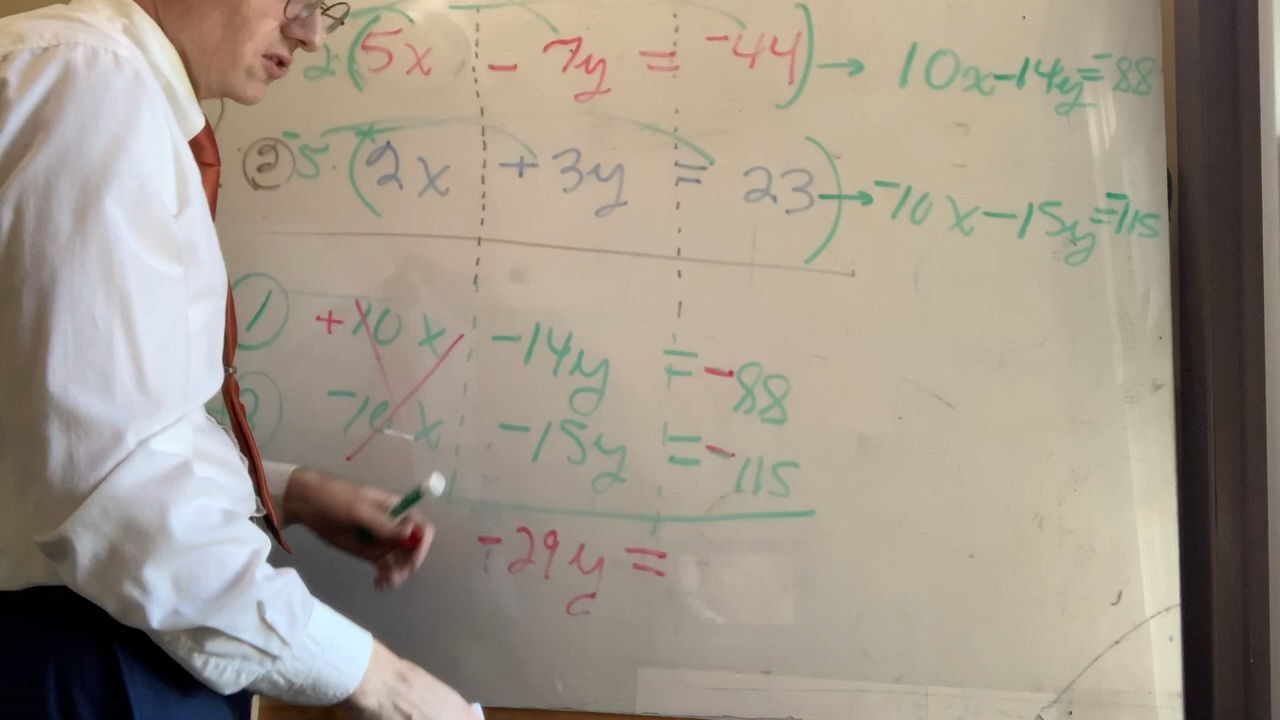 2(5x - 7y = -44) → 10x-14y=-88
② -5(2x + 3y = 23) → -10x-15y=-115
① +10x -14y = -88
② -10x -15y = -115
-29y =